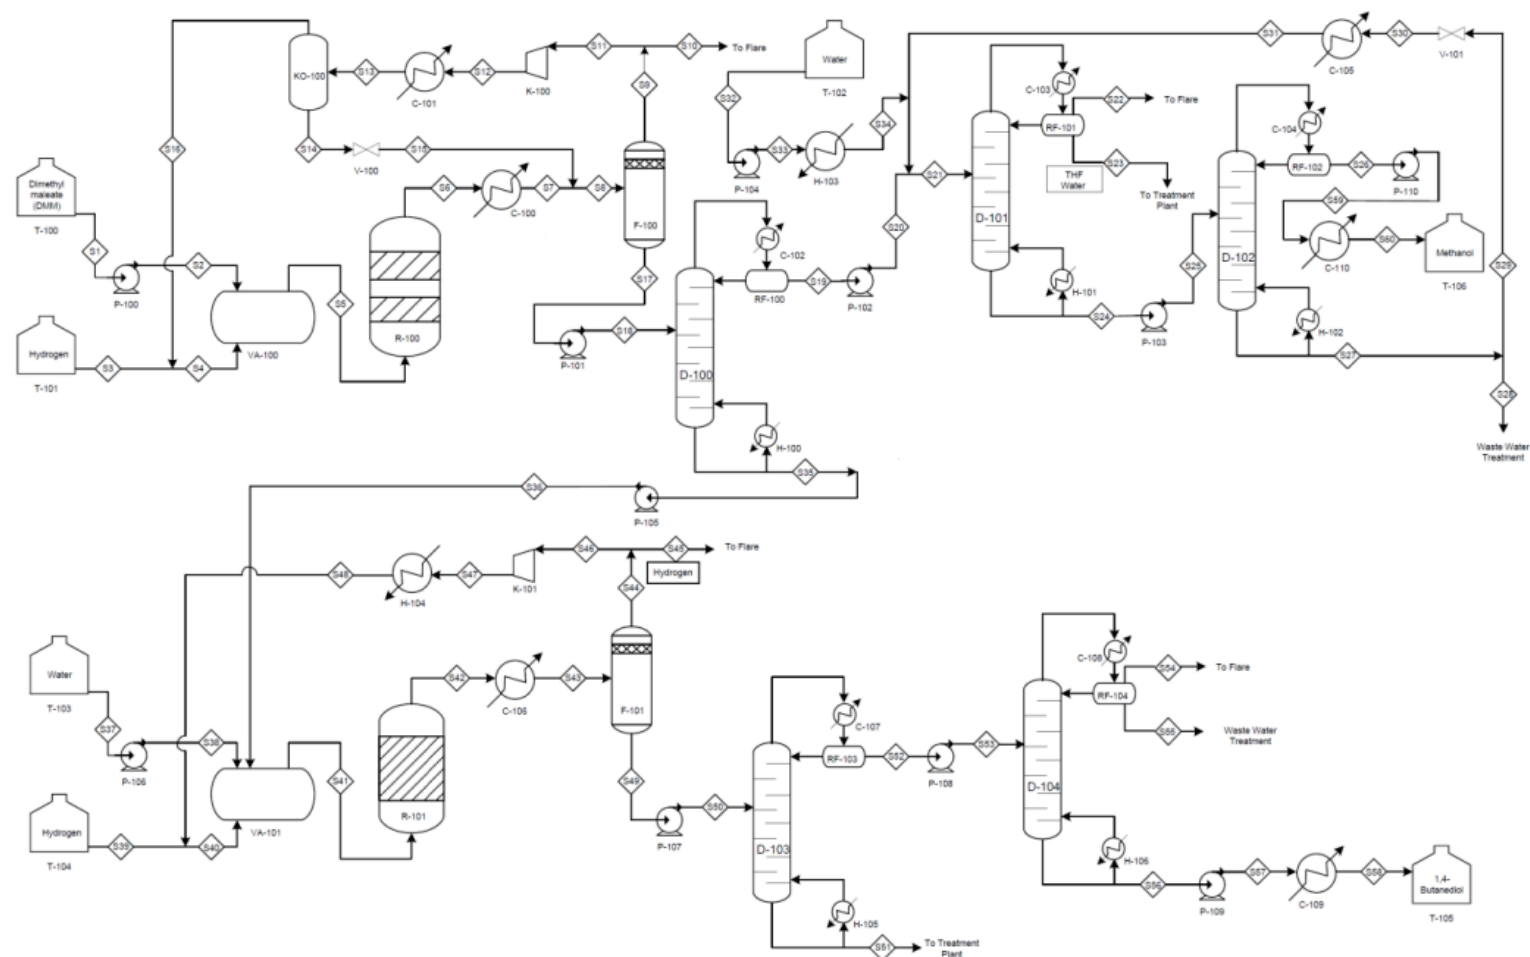 S11
S10
To Flare
KO-100
S13
S12
C-101
K-100
S9
Water
T-102
S32
S31
S30
C-105
V-101
C-103
S22
To Flare
RF-101
S23
THF
Water
To Treatment
Plant
C-104
RF-102
S26
P-110
S59
S60
C-110
Methanol
T-106
S16
S14
S15
V-100
S6
S7
S8
C-100
F-100
P-104
S33
H-103
S34
S21
D-101
S20
S25
D-102
S29
Dimethyl
maleate
(DMM)
T-100
S1
S2
P-100
S5
R-100
S17
C-102
RF-100
S19
P-102
H-101
S24
P-103
H-102
S27
S28
Waste Water
Treatment
Hydrogen
T-101
S3
S4
VA-100
P-101
S18
D-100
H-100
S35
S36
P-105
S48
H-104
S47
K-101
S46
S45
To Flare
Hydrogen
S44
Water
T-103
S37
S38
P-106
S41
S42
C-106
S43
F-101
R-101
VA-101
Hydrogen
T-104
S39
S40
S49
P-107
S50
D-103
C-107
RF-103
S52
P-108
S53
H-105
S51
To Treatment
Plant
C-108
RF-104
S54
To Flare
S55
Waste Water
Treatment
D-104
H-106
S56
P-109
S57
C-109
S58
1,4-
Butanediol
T-105